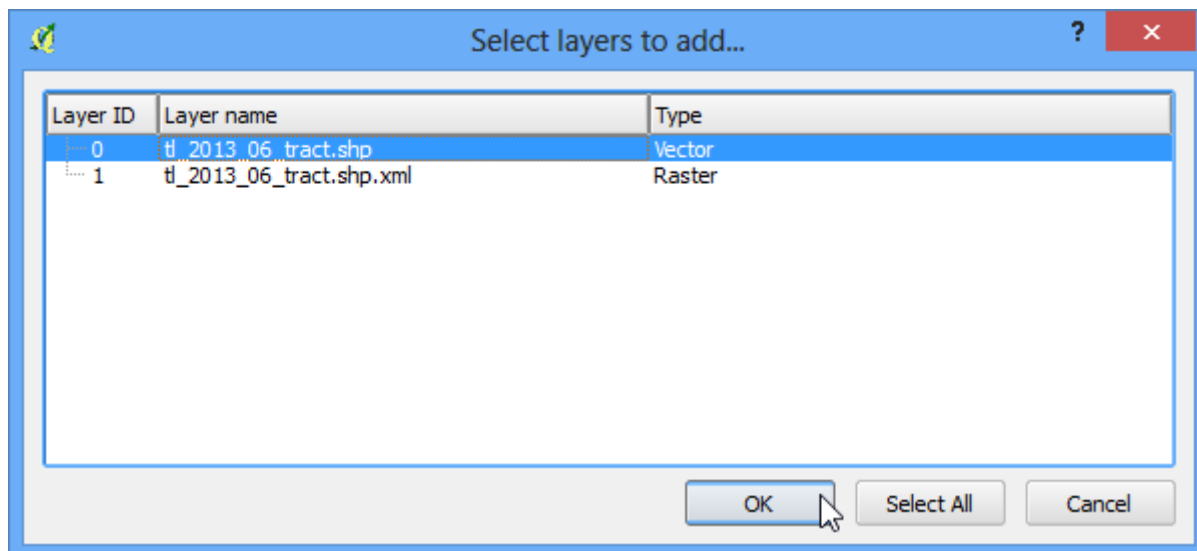 Select layers to add...
?
×
Layer ID Layer name Type
0 tl_2013_06_tract.shp Vector
1 tl_2013_06_tract.shp.xml Raster
OK Select All Cancel